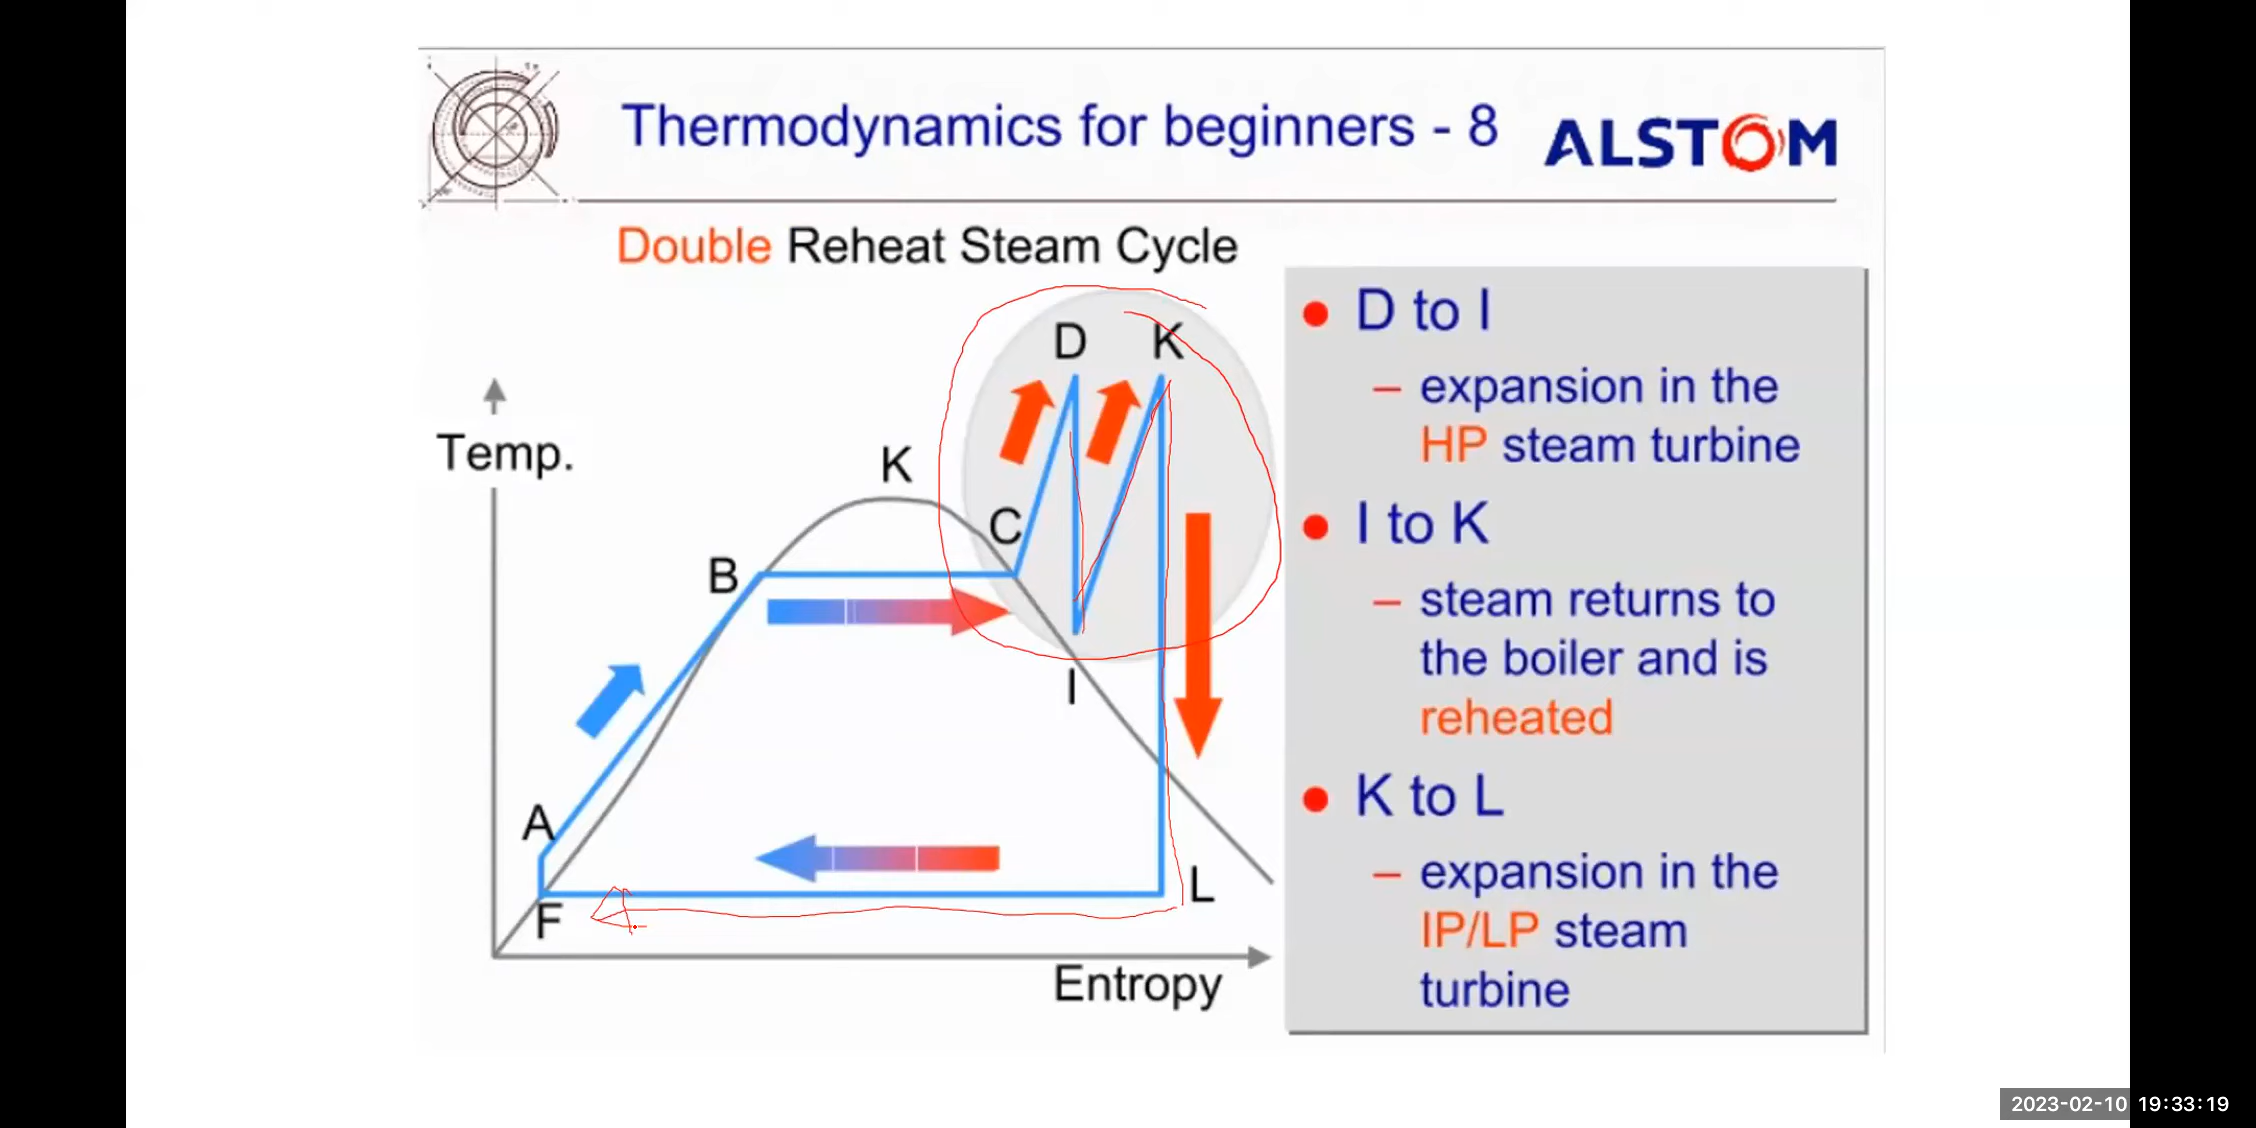 Thermodynamics for beginners - 8
ALSTOM
Double Reheat Steam Cycle
D to I
– expansion in the
HP steam turbine
I to K
– steam returns to
the boiler and is
reheated
K to L
– expansion in the
IP/LP steam
turbine
Temp.
D
K
K
C
B
I
A
L
F
Entropy
2023-02-10 19:33:19